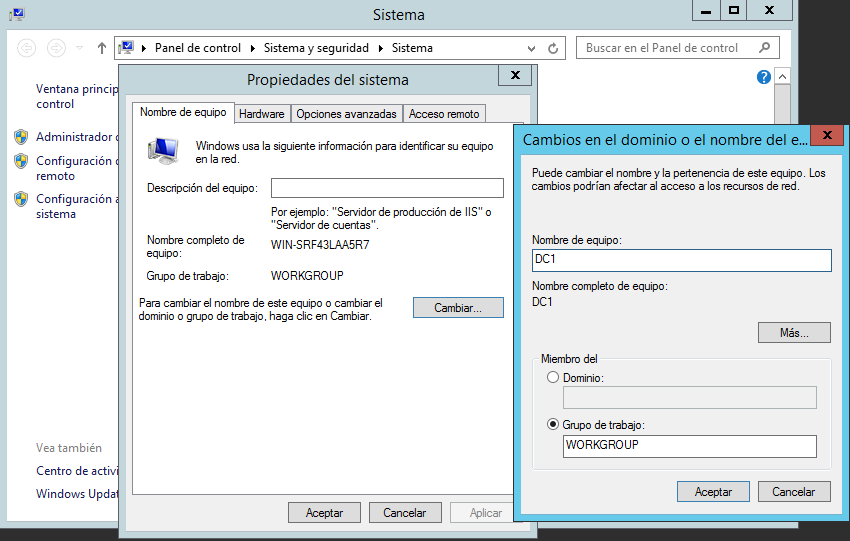 Sistema
Panel de control Sistema y seguridad Sistema
Buscar en el Panel de control
Ventana princip
control
Administrador
Configuración
remoto
Configuración a
sistema
Vea también
Centro de activi
Windows Updat
Propiedades del sistema
Nombre de equipo Hardware Opciones avanzadas Acceso remoto
Windows usa la siguiente información para identificar su equipo
en la red.
Descripción del equipo:
Por ejemplo: "Servidor de producción de IIS" o
"Servidor de cuentas".
Nombre completo de
equipo:
WIN-SRF43LAA5R7
Grupo de trabajo: WORKGROUP
Para cambiar el nombre de este equipo o cambiar el
dominio o grupo de trabajo, haga clic en Cambiar.
Cambiar...
Aceptar Cancelar Aplicar
Cambios en el dominio o el nombre del e...
Puede cambiar el nombre y la pertenencia de este equipo. Los
cambios podrían afectar al acceso a los recursos de red.
Nombre de equipo:
DC1
Nombre completo de equipo:
DC1
Más...
Miembro del
Dominio:
Grupo de trabajo:
WORKGROUP
Aceptar Cancelar